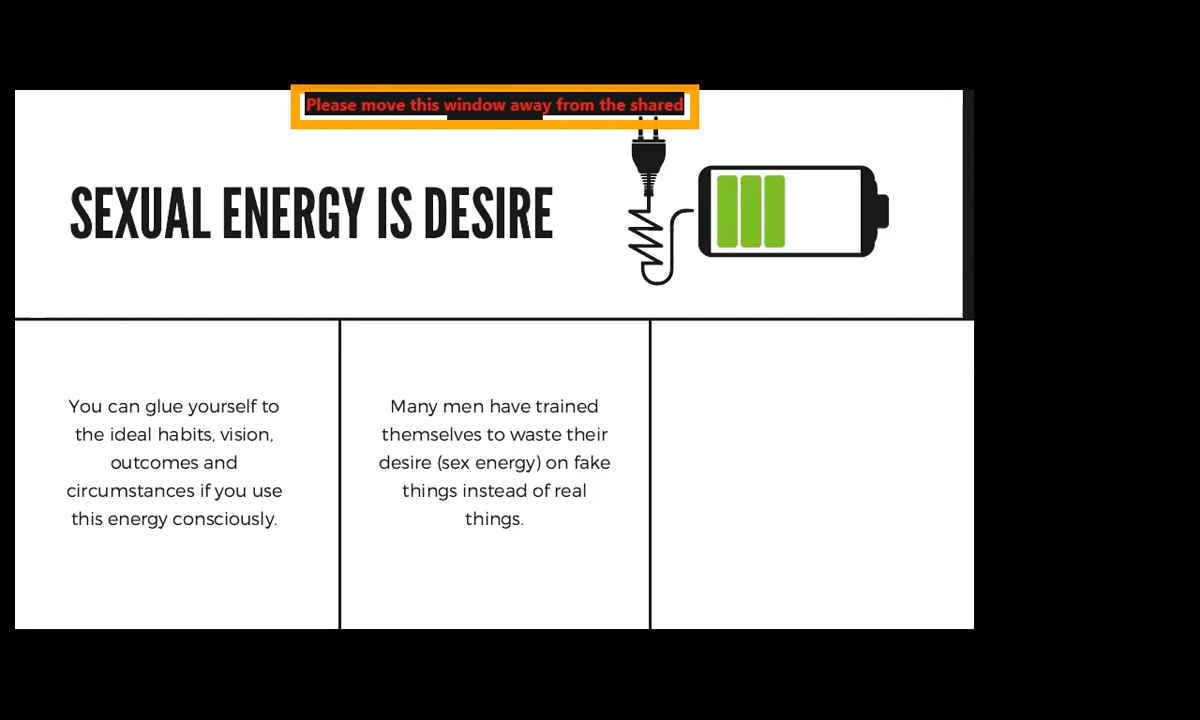 Please move this window away from the shared
SEXUAL ENERGY IS DESIRE
You can glue yourself to
the ideal habits, vision,
outcomes and
circumstances if you use
this energy consciously.
Many men have trained
themselves to waste their
desire (sex energy) on fake
things instead of real
things.